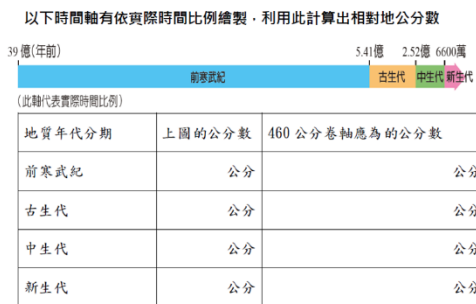 以下時間軸有依實際時間比例繪製，利用此計算出相對地公分數
39 億(年前) 5.41億 2.52億 6600萬
前寒武紀 古生代 中生代 新生代
(此軸代表實際時間比例)
地質年代分期 上圖的公分數 460 公分卷軸應為的公分數
前寒武紀 公分 公分
古生代 公分 公分
中生代 公分 公分
新生代 公分 公分